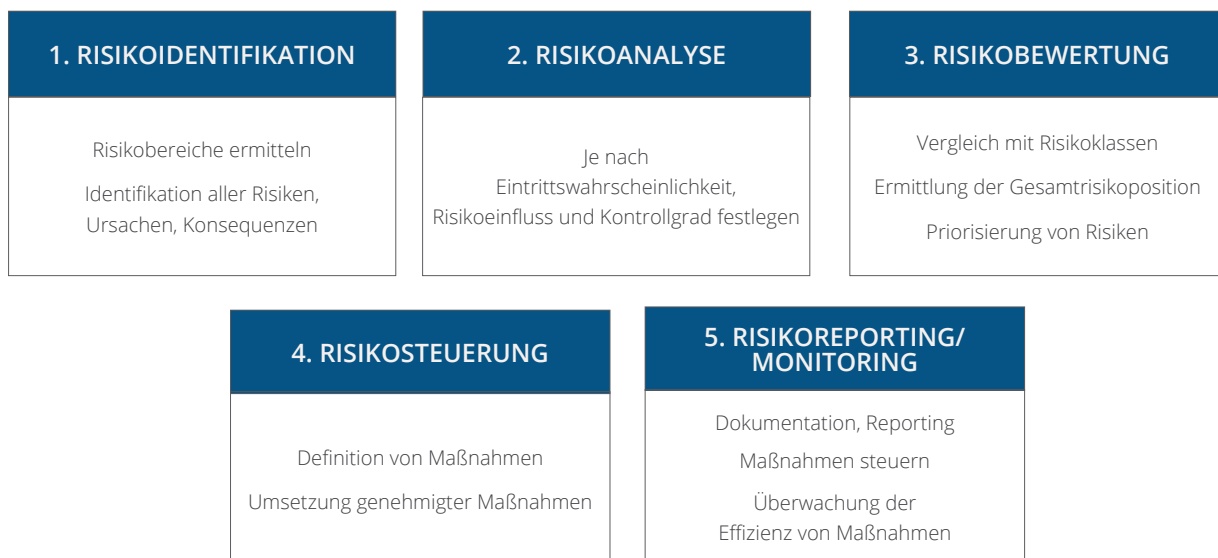 1. RISIKOIDENTIFIKATION
Risikobereiche ermitteln
Identifikation aller Risiken,
Ursachen, Konsequenzen
2. RISIKOANALYSE
Je nach
Eintrittswahrscheinlichkeit,
Risikoeinfluss und Kontrollgrad festlegen
3. RISIKOBEWERTUNG
Vergleich mit Risikoklassen
Ermittlung der Gesamtrisikoposition
Priorisierung von Risiken
4. RISIKOSTEUERUNG
Definition von Maßnahmen
Umsetzung genehmigter Maßnahmen
5. RISIKOREPORTING/
MONITORING
Dokumentation, Reporting
Maßnahmen steuern
Überwachung der
Effizienz von Maßnahmen